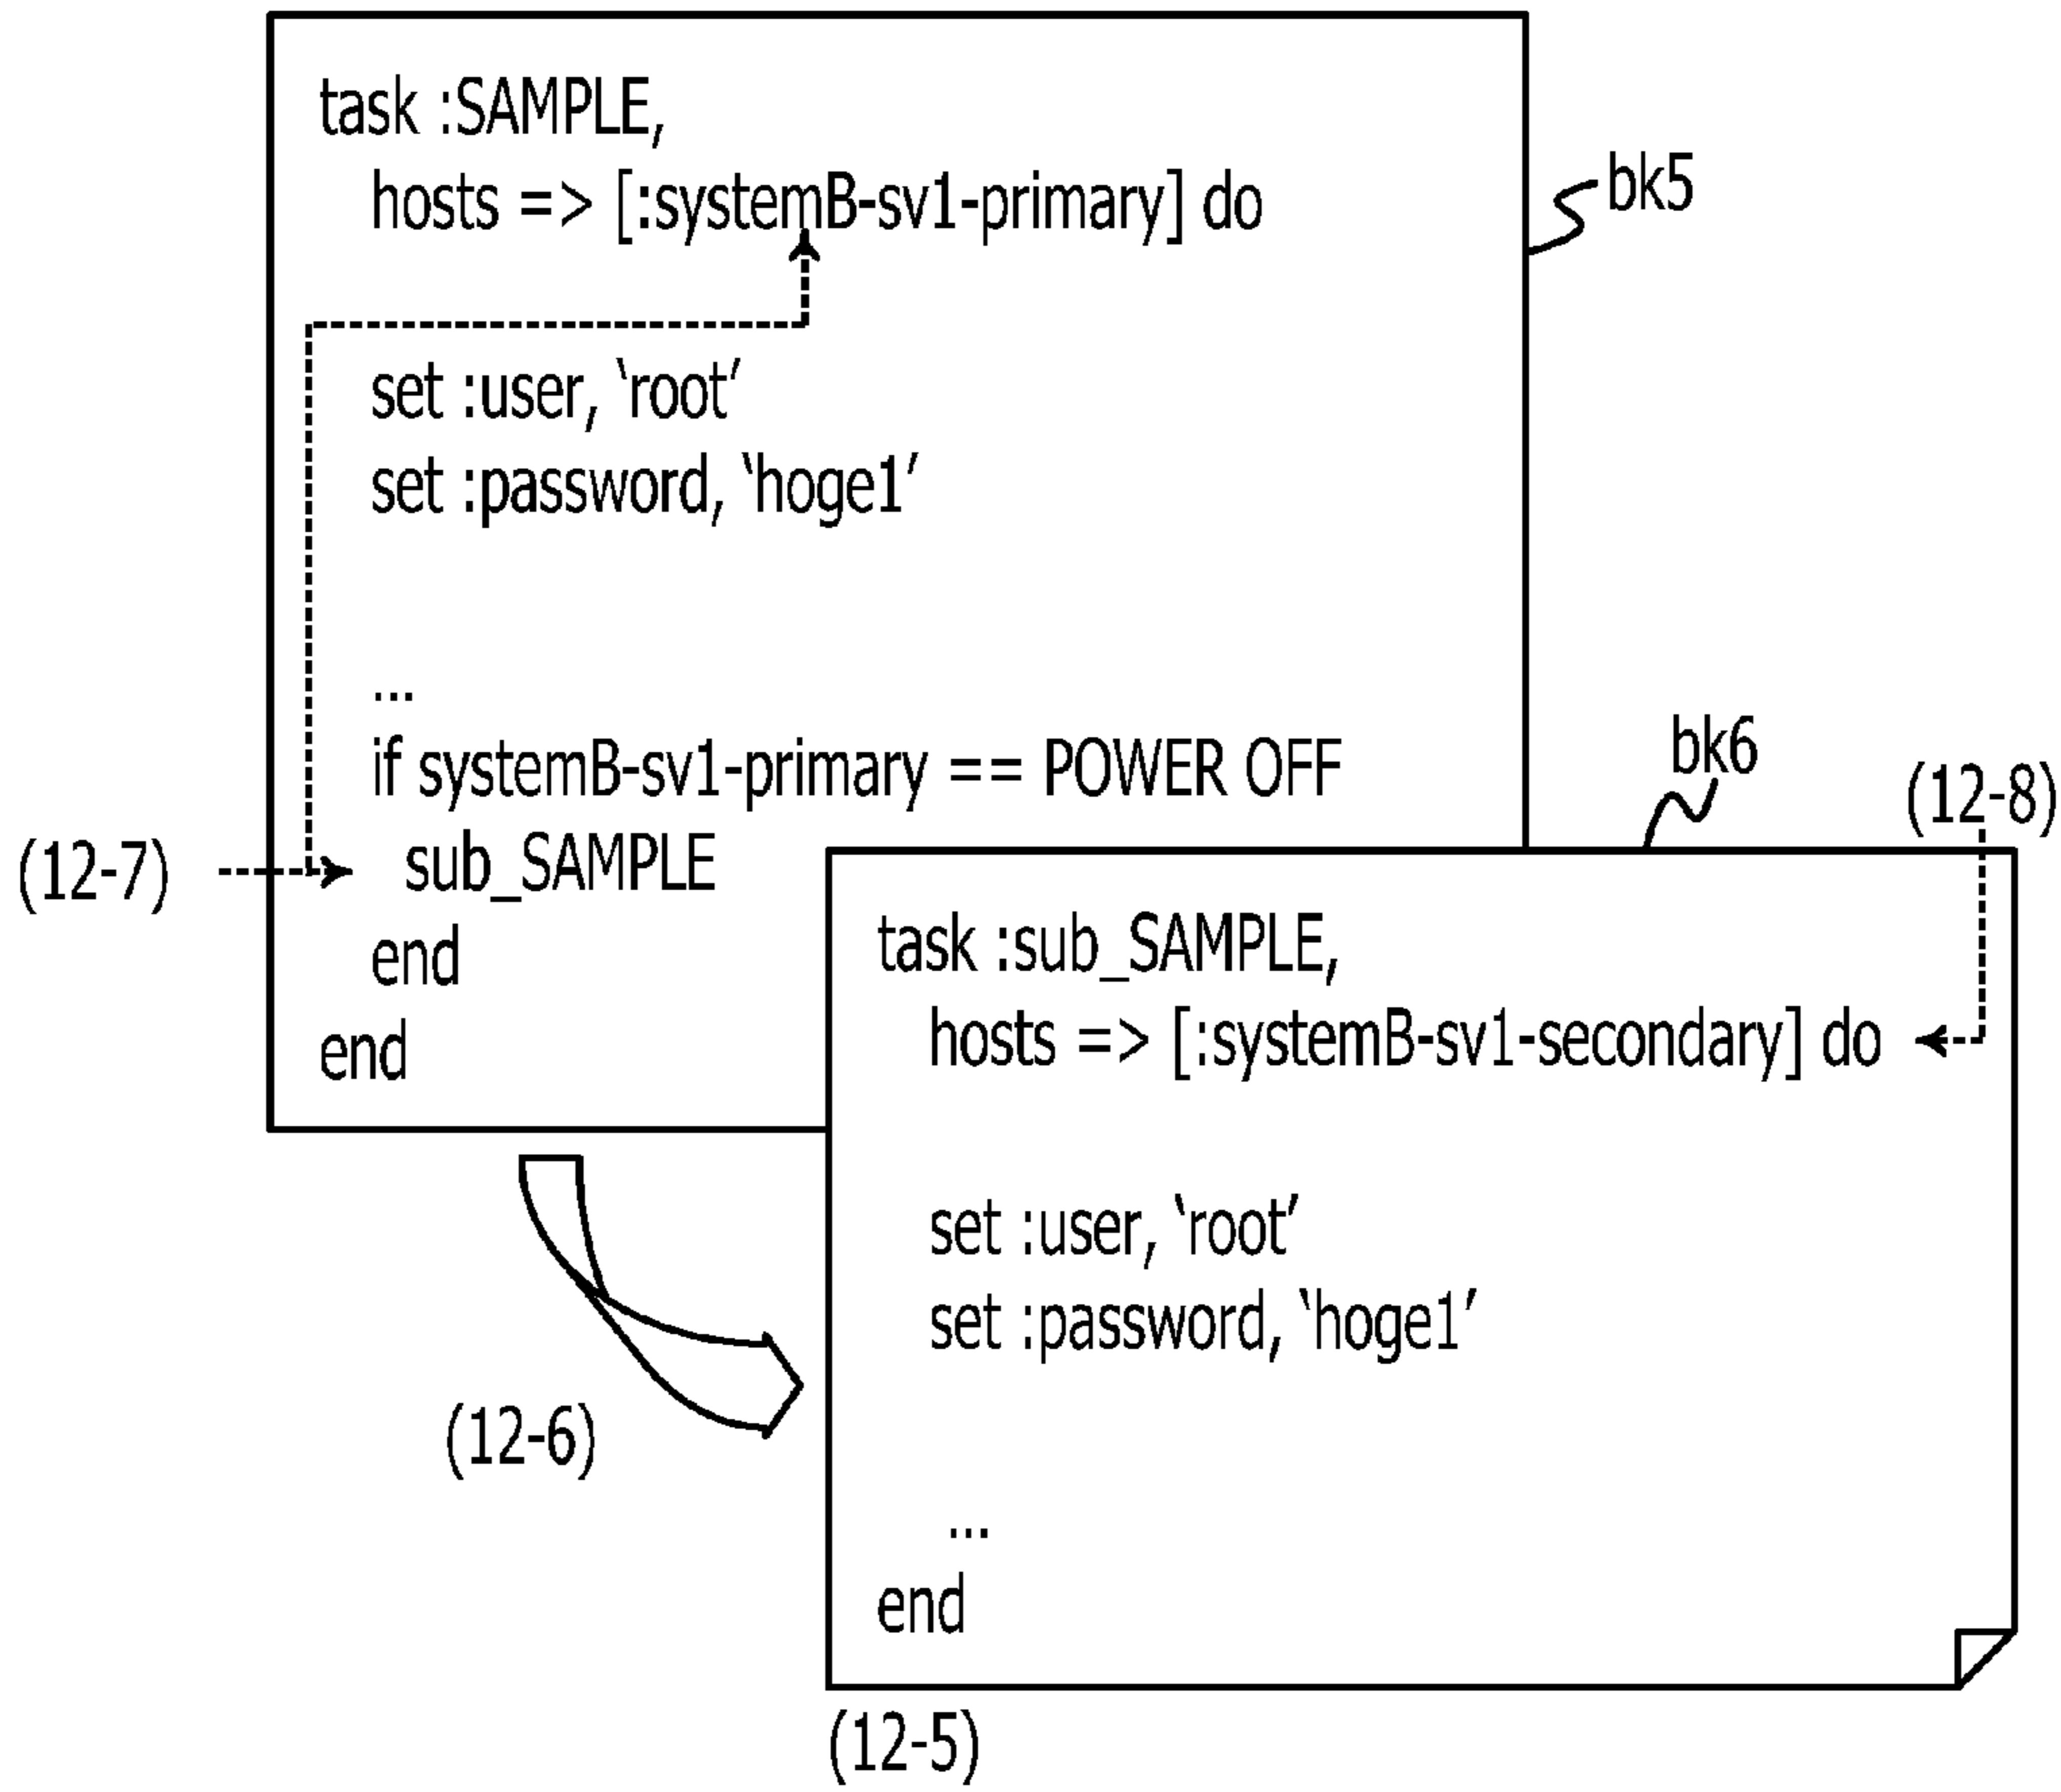 task :SAMPLE,
hosts => [:systemB-sv1-primary] do
bk5
set :user, ‘root’
set :password, ‘hoge1’
...
if systemB-sv1-primary == POWER OFF
bk6
(12-8)
(12-7)
sub_SAMPLE
end
end
task :sub_SAMPLE,
hosts => [:systemB-sv1-secondary] do
set :user, ‘root’
set :password, ‘hoge1’
(12-6)
...
end
(12-5)